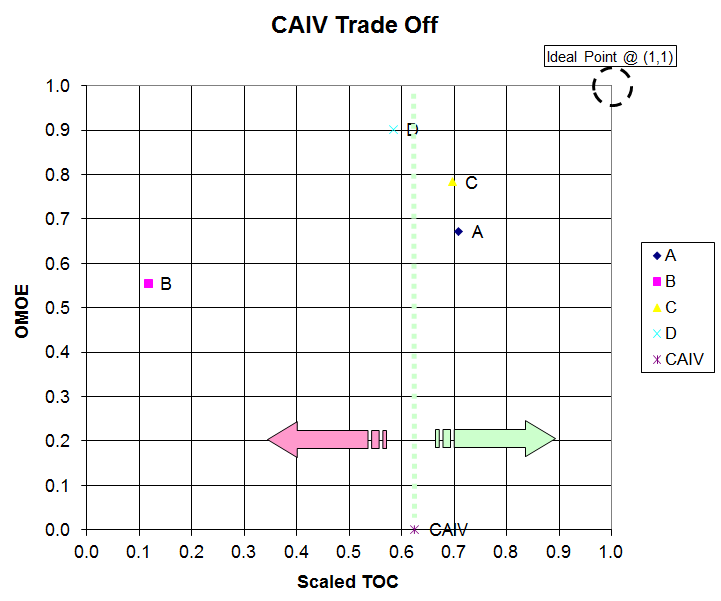 CAIV Trade Off
Ideal Point @ (1,1)
1.0
0.9
0.8
0.7
0.6
0.5
0.4
0.3
0.2
0.1
0.0
OMOE
D
C
A
B
CAIV
0.0 0.1 0.2 0.3 0.4 0.5 0.6 0.7 0.8 0.9 1.0
Scaled TOC
A
B
C
D
CAIV